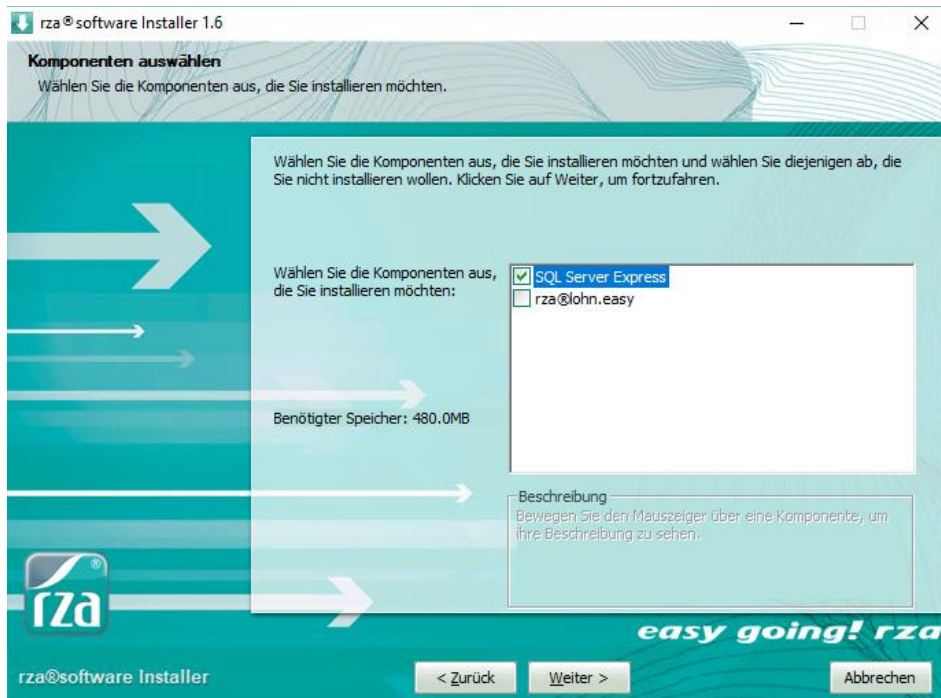 rza®software Installer 1.6
Komponenten auswählen
Wählen Sie die Komponenten aus, die Sie installieren möchten.
Wählen Sie die Komponenten aus, die Sie installieren möchten und wählen Sie diejenigen ab, die
Sie nicht installieren wollen. Klicken Sie auf Weiter, um fortzufahren.
Wählen Sie die Komponenten aus,
die Sie installieren möchten:
SQL Server Express
rza®lohn.easy
Benötigter Speicher: 480.0MB
Beschreibung
Bewegen Sie den Mauszeiger über eine Komponente, um
ihre Beschreibung zu sehen.
rza®
easy going! rza
rza®software Installer
< Zurück
Weiter >
Abbrechen